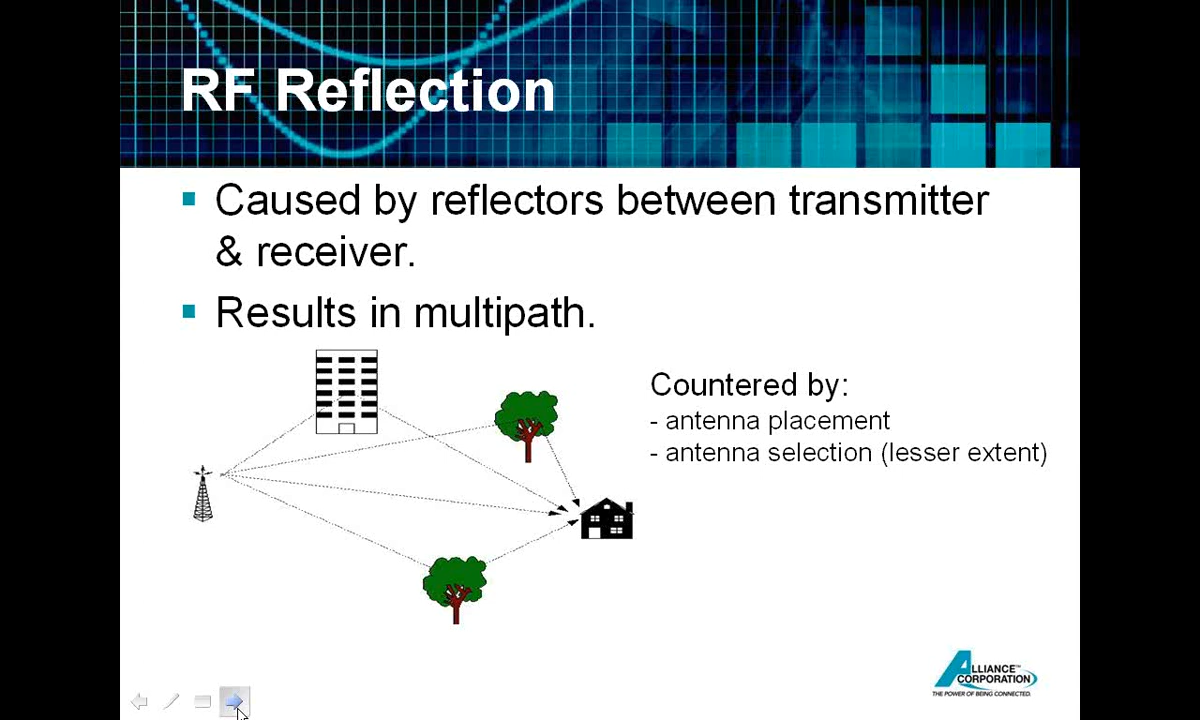 RF Reflection
Caused by reflectors between transmitter
& receiver.
Results in multipath.
Countered by:
- antenna placement
- antenna selection (lesser extent)
ALLIANCE™
CORPORATION
THE POWER OF BEING CONNECTED.